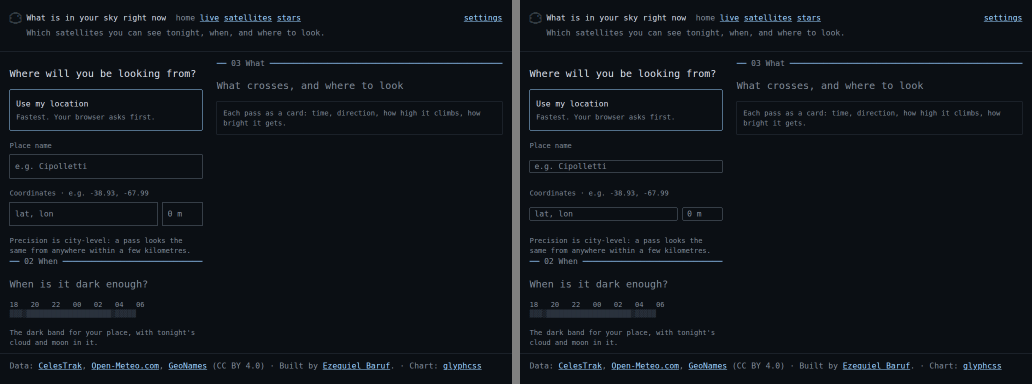 What is in your sky right now home live satellites stars settings
Which satellites you can see tonight, when, and where to look.
Where will you be looking from?
Use my location
Fastest. Your browser asks first.
Place name
e.g. Cipolletti
Coordinates · e.g. -38.93, -67.99
lat, lon 0 m
Precision is city-level: a pass looks the
same from anywhere within a few kilometres.
02 When
When is it dark enough?
18 20 22 00 02 04 06
The dark band for your place, with tonight's
cloud and moon in it.
03 What
What crosses, and where to look
Each pass as a card: time, direction, how high it climbs, how
bright it gets.
Data: CelesTrak, Open-Meteo.com, GeoNames (CC BY 4.0) · Built by Ezequiel Baruf. · Chart: glyphcss
What is in your sky right now home live satellites stars settings
Which satellites you can see tonight, when, and where to look.
Where will you be looking from?
Use my location
Fastest. Your browser asks first.
Place name
e.g. Cipolletti
Coordinates · e.g. -38.93, -67.99
lat, lon 0 m
Precision is city-level: a pass looks the
same from anywhere within a few kilometres.
02 When
When is it dark enough?
18 20 22 00 02 04 06
The dark band for your place, with tonight's
cloud and moon in it.
03 What
What crosses, and where to look
Each pass as a card: time, direction, how high it climbs, how
bright it gets.
Data: CelesTrak, Open-Meteo.com, GeoNames (CC BY 4.0) · Built by Ezequiel Baruf. · Chart: glyphcss